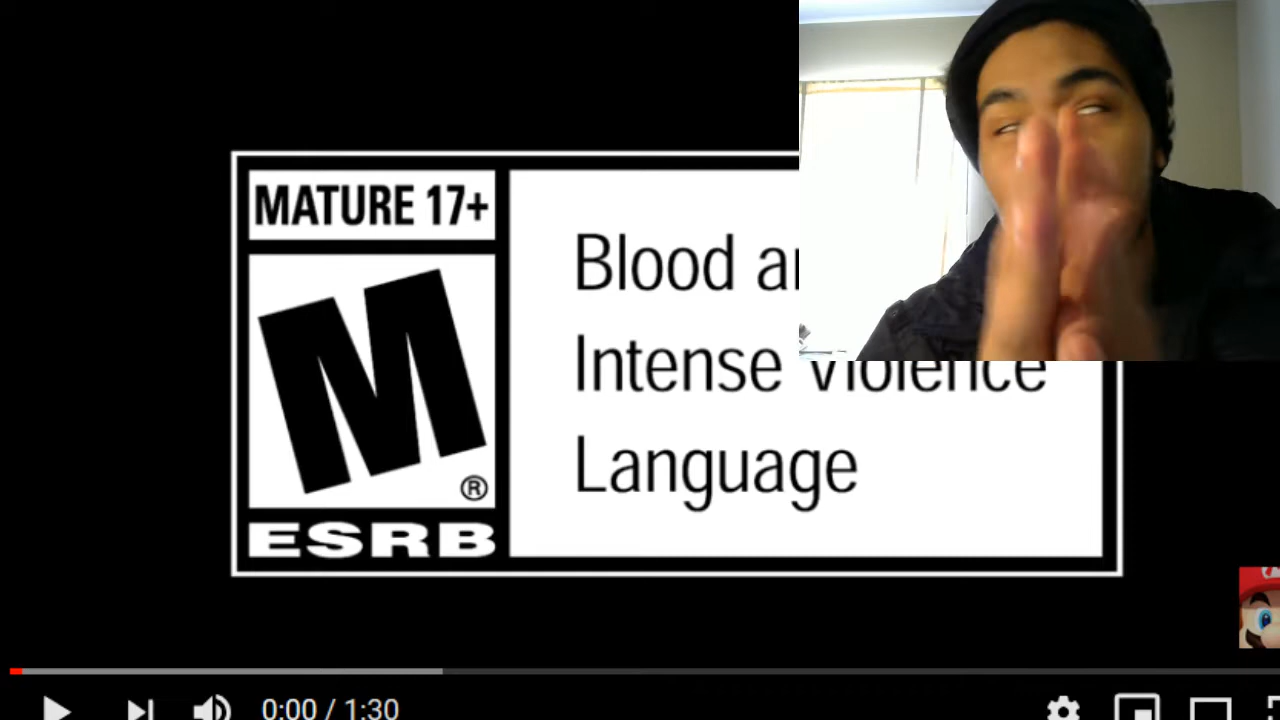 MATURE 17+
M
®
ESRB
Blood
Intense Violence
Language
0:00 / 1:30